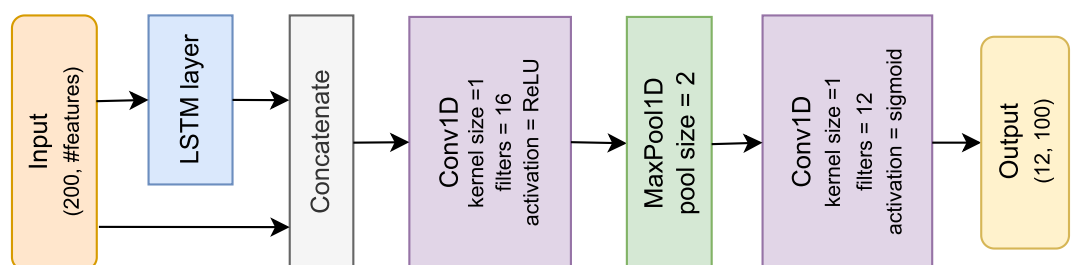 Input
(200, #features)
LSTM layer
Concatenate
Conv1D
kernel size =1
filters = 16
activation = ReLU
MaxPool1D
pool size = 2
Conv1D
kernel size =1
filters = 12
activation = sigmoid
Output
(12, 100)